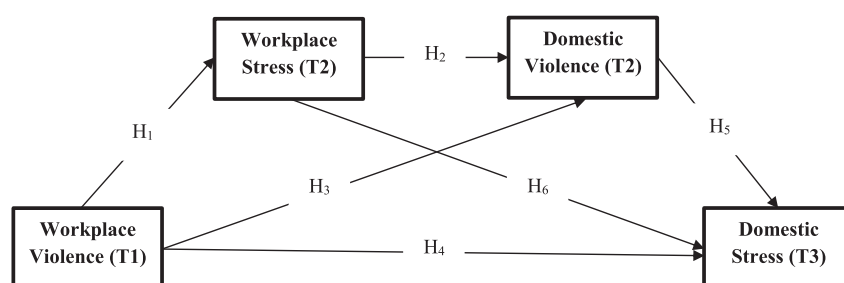 Workplace
Stress (T2)
H₂
Domestic
Violence (T2)
H₁
H₅
H₃
H₆
Workplace
Violence (T1)
H₄
Domestic
Stress (T3)